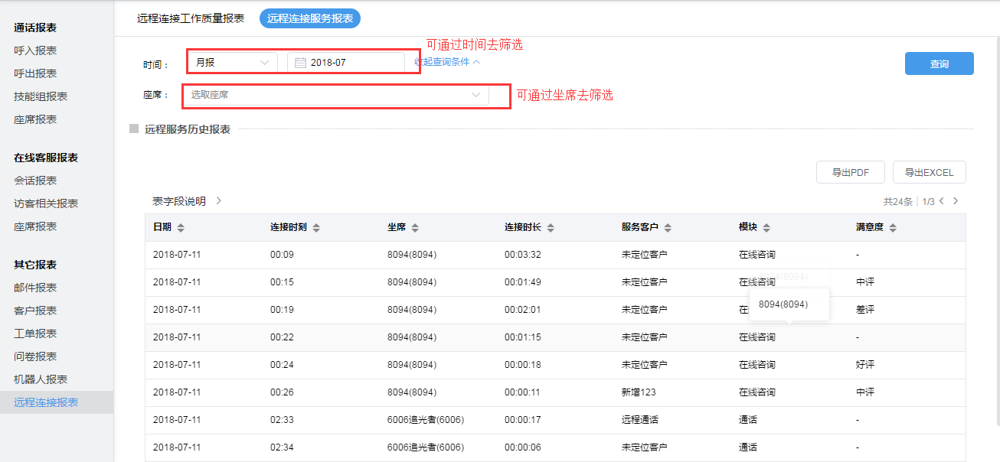 通话报表
呼入报表
呼出报表
技能组报表
座席报表
在线客服报表
会话报表
访客相关报表
座席报表
其它报表
邮件报表
客户报表
工单报表
问卷报表
机器人报表
远程连接报表
远程连接工作质量报表 远程连接服务报表
可通过时间去筛选
时间： 月报 2018-07 收起查询条件 查询
座席： 选取座席 可通过坐席去筛选
远程服务历史报表
导出PDF 导出EXCEL
表字段说明 共24条 1/3
日期 连接时刻 坐席 连接时长 服务客户 模块 满意度
2018-07-11 00:09 8094(8094) 00:03:32 未定位客户 在线咨询 -
8094(8094)
2018-07-11 00:15 8094(8094) 00:01:49 未定位客户 在线咨询 中评
8094(8094)
2018-07-11 00:19 8094(8094) 00:02:01 未定位客户 在 差评
2018-07-11 00:22 8094(8094) 00:01:15 未定位客户 在线咨询 -
2018-07-11 00:24 8094(8094) 00:00:18 未定位客户 在线咨询 好评
2018-07-11 00:26 8094(8094) 00:00:11 新增123 在线咨询 中评
2018-07-11 02:33 6006追光者(6006) 00:00:17 远程通话 通话 -
2018-07-11 02:34 6006追光者(6006) 00:00:06 未定位客户 通话 -